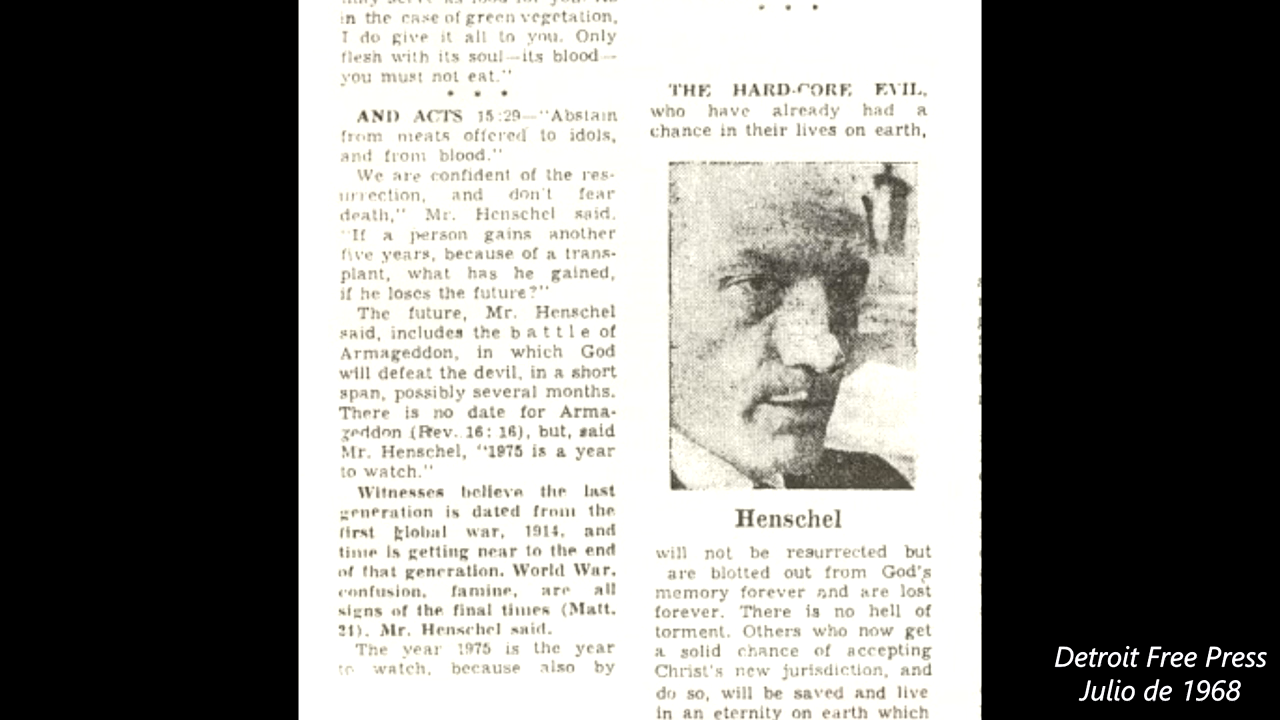 in the case of green vegetation,
I do give it all to you. Only
flesh with its soul—its blood—
you must not eat."
* * *
AND ACTS 15:29—"Abstain
from meats offered to idols,
and from blood."
We are confident of the res-
urrection, and don't fear
death," Mr. Henschel said.
"If a person gains another
five years, because of a trans-
plant, what has he gained,
if he loses the future?"
The future, Mr. Henschel
said, includes the battle of
Armageddon, in which God
will defeat the devil, in a short
span, possibly several months.
There is no date for Arma-
geddon (Rev. 16: 16), but, said
Mr. Henschel, "1975 is a year
to watch."
Witnesses believe the last
generation is dated from the
first global war, 1914, and
time is getting near to the end
of that generation. World War,
confusion, famine, are all
signs of the final times (Matt.
21). Mr. Henschel said.
The year 1975 is the year
to watch, because also by
* * *
THE HARD-CORE EVIL,
who have already had a
chance in their lives on earth,
Henschel
will not be resurrected but
are blotted out from God's
memory forever and are lost
forever. There is no hell of
torment. Others who now get
a solid chance of accepting
Christ's new jurisdiction, and
do so, will be saved and live
in an eternity on earth which
Detroit Free Press
Julio de 1968